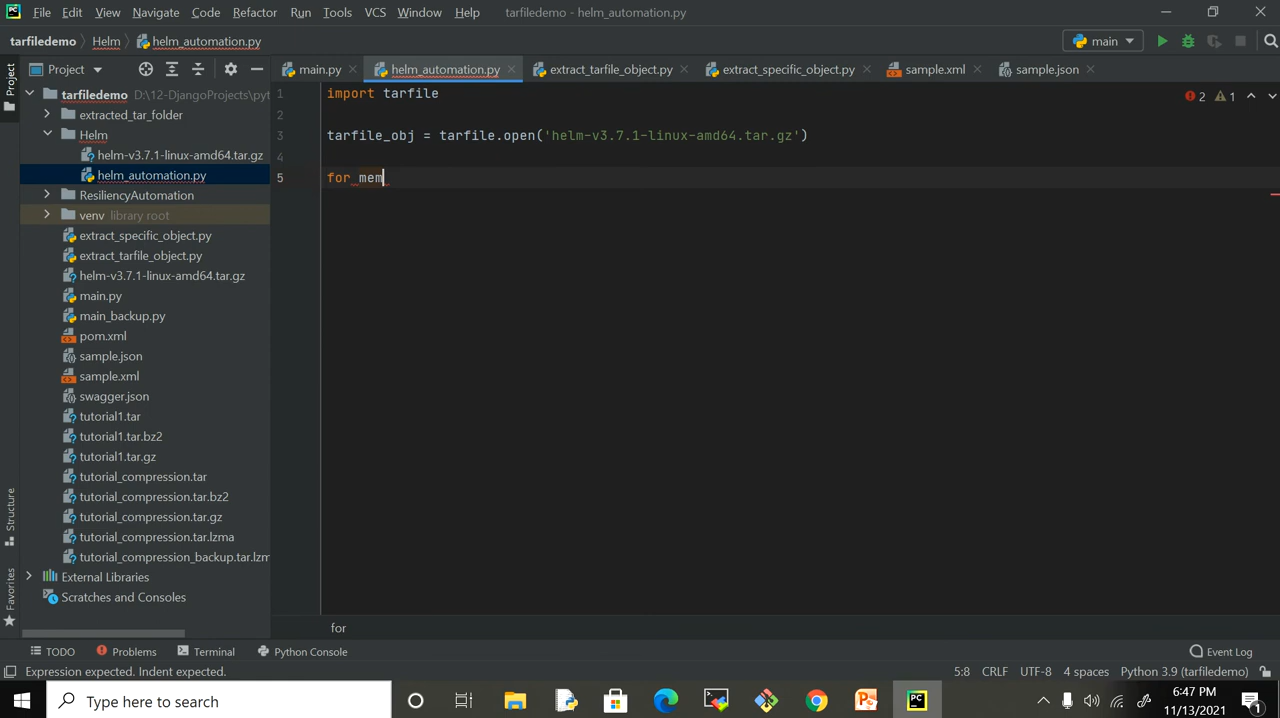 File Edit View Navigate Code Refactor Run Tools VCS Window Help tarfiledemo - helm_automation.py
tarfiledemo Helm helm_automation.py main
Project main.py helm_automation.py extract_tarfile_object.py extract_specific_object.py sample.xml sample.json
Project
tarfiledemo D:\12-DjangoProjects\pyt
extracted_tar_folder
Helm
helm-v3.7.1-linux-amd64.tar.gz
helm_automation.py
ResiliencyAutomation
venv library root
extract_specific_object.py
extract_tarfile_object.py
helm-v3.7.1-linux-amd64.tar.gz
main.py
main_backup.py
pom.xml
sample.json
sample.xml
swagger.json
tutorial1.tar
tutorial1.tar.bz2
tutorial1.tar.gz
tutorial_compression.tar
tutorial_compression.tar.bz2
tutorial_compression.tar.gz
tutorial_compression.tar.lzma
tutorial_compression_backup.tar.lzm
External Libraries
Scratches and Consoles
Structure
Favorites
1 import tarfile
2
3 tarfile_obj = tarfile.open('helm-v3.7.1-linux-amd64.tar.gz')
4
5 for mem
2 1
for
TODO Problems Terminal Python Console Event Log
Expression expected. Indent expected. 5:8 CRLF UTF-8 4 spaces Python 3.9 (tarfiledemo)
Type here to search
6:47 PM
11/13/2021
1